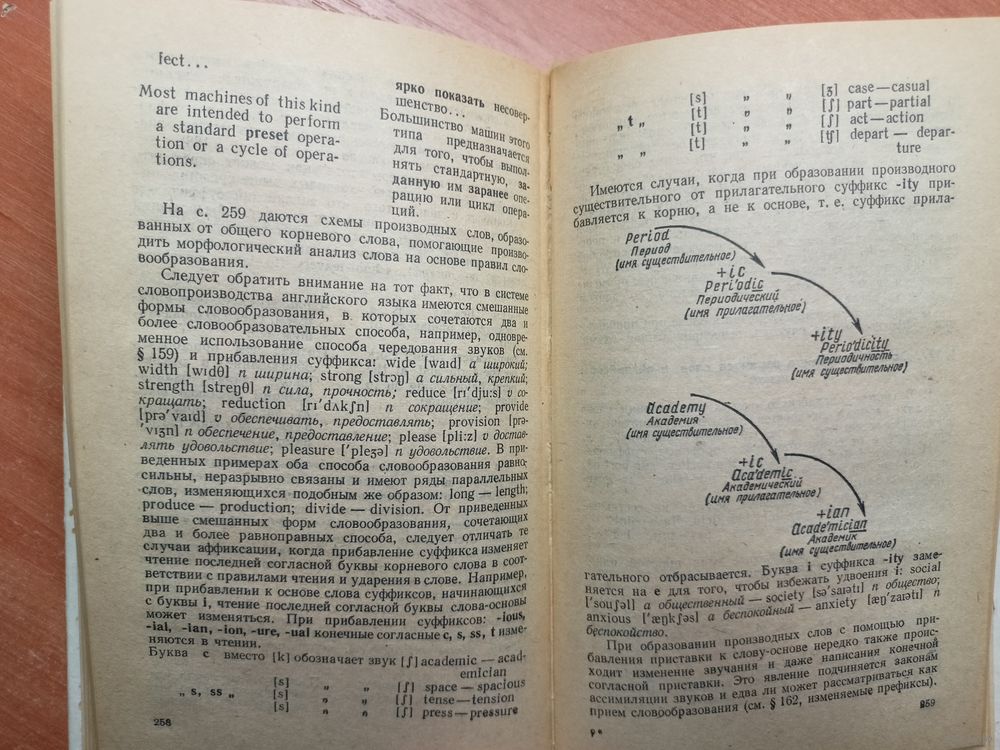 fect...
Most machines of this kind
are intended to perform
a standard preset opera-
tion or a cycle of opera-
tions.
ярко показать несовер-
шенство...
Большинство машин этого
типа предназначается
для того, чтобы выпол-
нять стандартную, за-
данную им заранее опе-
рацию или цикл опера-
ций.
На с. 259 даются схемы производных слов, образо-
ванных от общего корневого слова, помогающие произво-
дить морфологический анализ слова на основе правил сло-
вообразования.
Следует обратить внимание на тот факт, что в системе
словопроизводства английского языка имеются смешанные
формы словообразования, в которых сочетаются два и
более словообразовательных способа, например, одновре-
менное использование способа чередования звуков (см.
§ 159) и прибавления суффикса: wide [waɪd] a широкий;
width [wɪdθ] n ширина; strong [strɔŋ] a сильный, крепкий;
strength [streŋθ] n сила, прочность; reduce [rɪ'dju:s] v со-
кращать; reduction [rɪ'dʌkʃn] n сокращение; provide
[prə'vaɪd] v обеспечивать, предоставлять; provision [prə-
'vɪʒn] n обеспечение, предоставление; please [pli:z] v достав-
лять удовольствие; pleasure ['pleʒə] n удовольствие. В при-
веденных примерах оба способа словообразования равно-
сильны, неразрывно связаны и имеют ряды параллельных
слов, изменяющихся подобным же образом: long — length;
produce — production; divide — division. От приведенных
выше смешанных форм словообразования, сочетающих
два и более равноправных способа, следует отличать те
случаи аффиксации, когда прибавление суффикса изменяет
чтение последней согласной буквы корневого слова в соот-
ветствии с правилами чтения и ударения в слове. Например,
при прибавлении к основе слова суффиксов, начинающихся
с буквы i, чтение последней согласной буквы слова-основы
может изменяться. При прибавлении суффиксов: -ious,
-ial, -ian, -ion, -ure, -ual конечные согласные c, s, ss, t изме-
няются в чтении.
Буква c вместо [k] обозначает звук [ʃ] academic — acad-
emician
[s] „ „ [ʃ] space — spacious
„ s, ss „ [s] „ „ [ʃ] tense — tension
[s] „ „ [ʃ] press — pressure
258
[s] „ „ [ʒ] case — casual
„ t „ [t] „ „ [ʃ] part — partial
[t] „ „ [ʃ] act — action
„ „ [t] „ „ [ʧ] depart — depar-
ture
Имеются случаи, когда при образовании производного
существительного от прилагательного суффикс -ity при-
бавляется к корню, а не к основе, т. е. суффикс прила-
Period
Период
(имя существительное)
+ic
Peri'odic
Периодический
(имя прилагательное)
+ity
Perio'dicity
Периодичность
(имя существительное)
Academy
Академия
(имя существительное)
+ic
Aca'demic
Академический
(имя прилагательное)
+ian
Acade'mician
Академик
(имя существительное)
гательного отбрасывается. Буква i суффикса -ity заме-
няется на e для того, чтобы избежать удвоения i: social
['souʃəl] a общественный — society [sə'saɪətɪ] n общество;
anxious ['æŋkʃəs] a беспокойный — anxiety [æŋ'zaɪətɪ] n
беспокойство.
При образовании производных слов с помощью при-
бавления приставки к слову-основе нередко также проис-
ходит изменение звучания и даже написания конечной
согласной приставки. Это явление подчиняется законам
ассимиляции звуков и едва ли может рассматриваться как
прием словообразования (см. § 162, изменяемые префиксы).
259